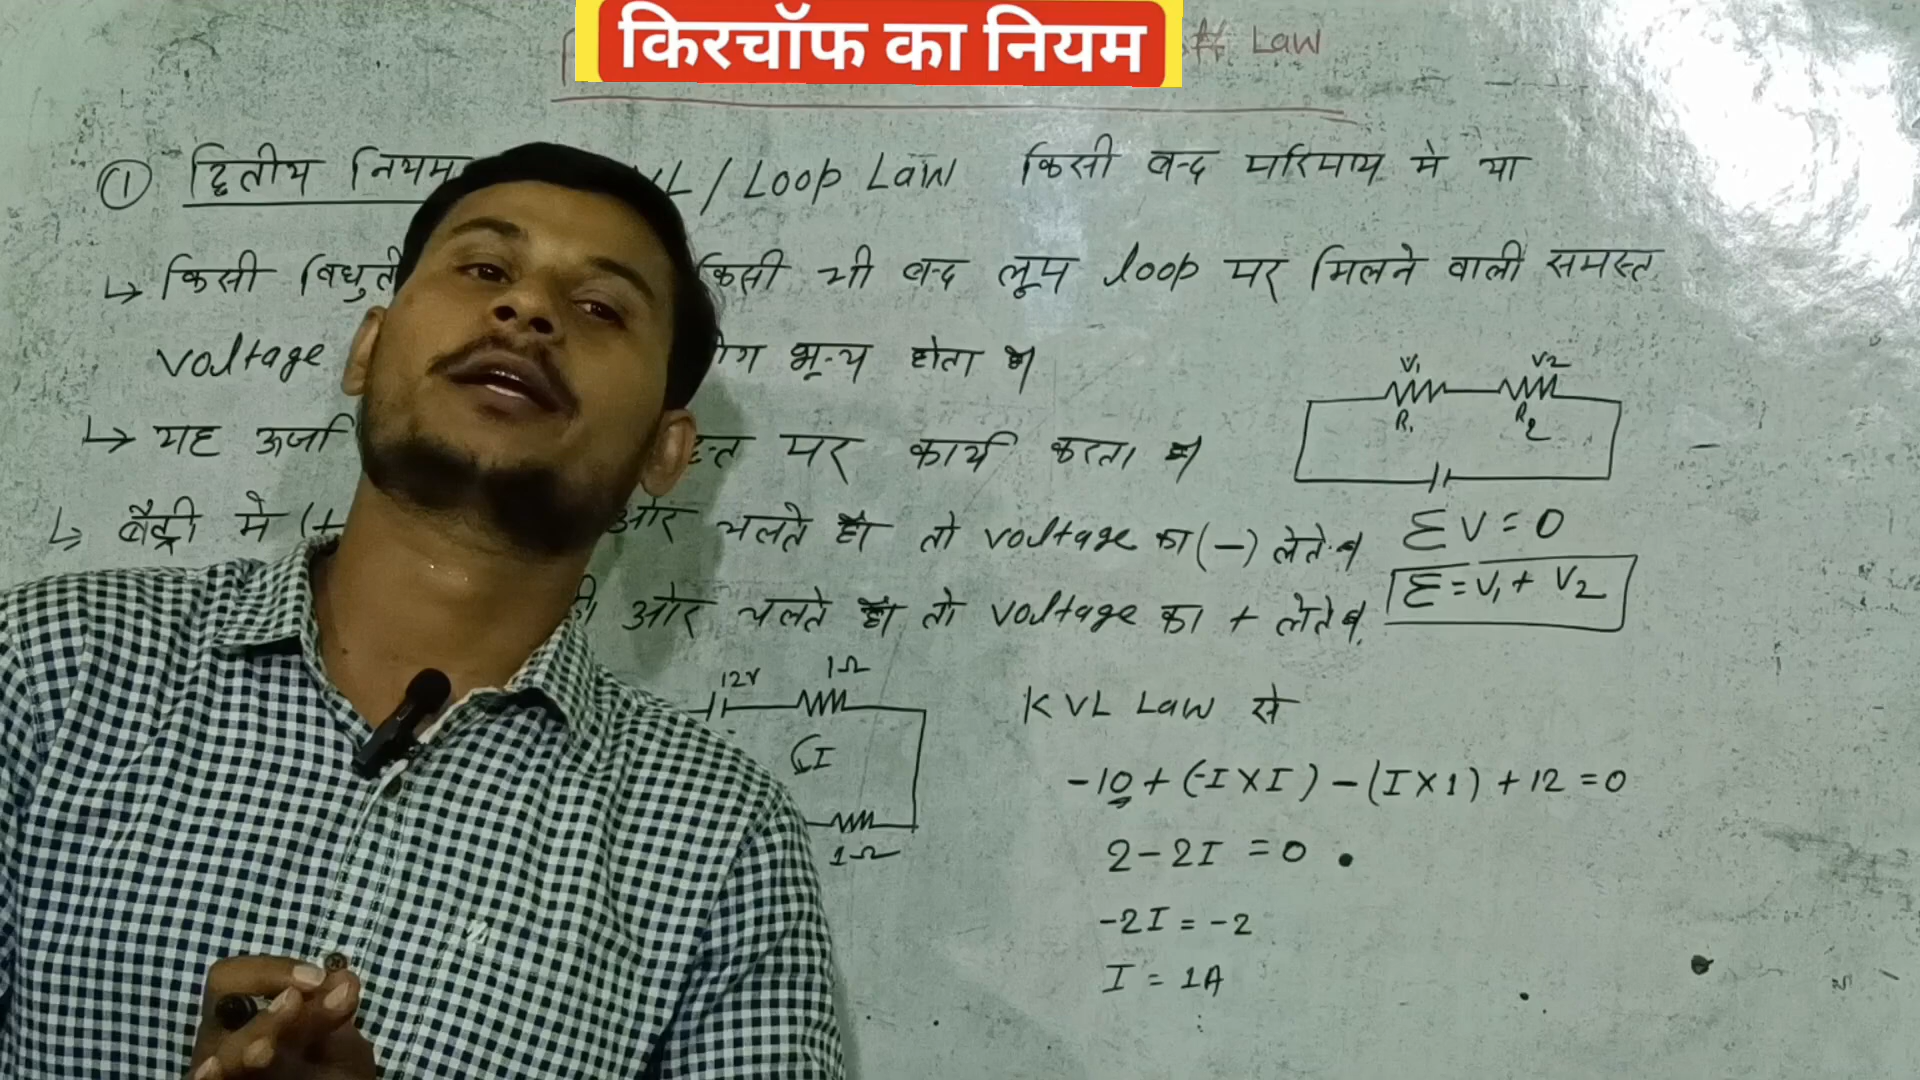 किरचॉफ का नियम
Law
① द्वितीय नियम VL / Loop Law किसी बन्द परिपथ मे या
↳ किसी विधुती किसी भी बन्द लूप loop पर मिलने वाली समस्त
voltage योग शून्य होता है
↳ यह ऊर्जा पर कार्य करता है
↳ बैट्री मे (+ ओर चलते है तो voltage का (-) लेते है
ओर चलते है तो voltage का + लेते है
V₁ V2
R₁ R2
ΣV = 0
Σ = V₁ + V2
12V 1Ω
I
1Ω
KVL Law से
-10 + (-I×I) - (I×1) + 12 = 0
2-2I = 0
-2I = -2
I = 1A